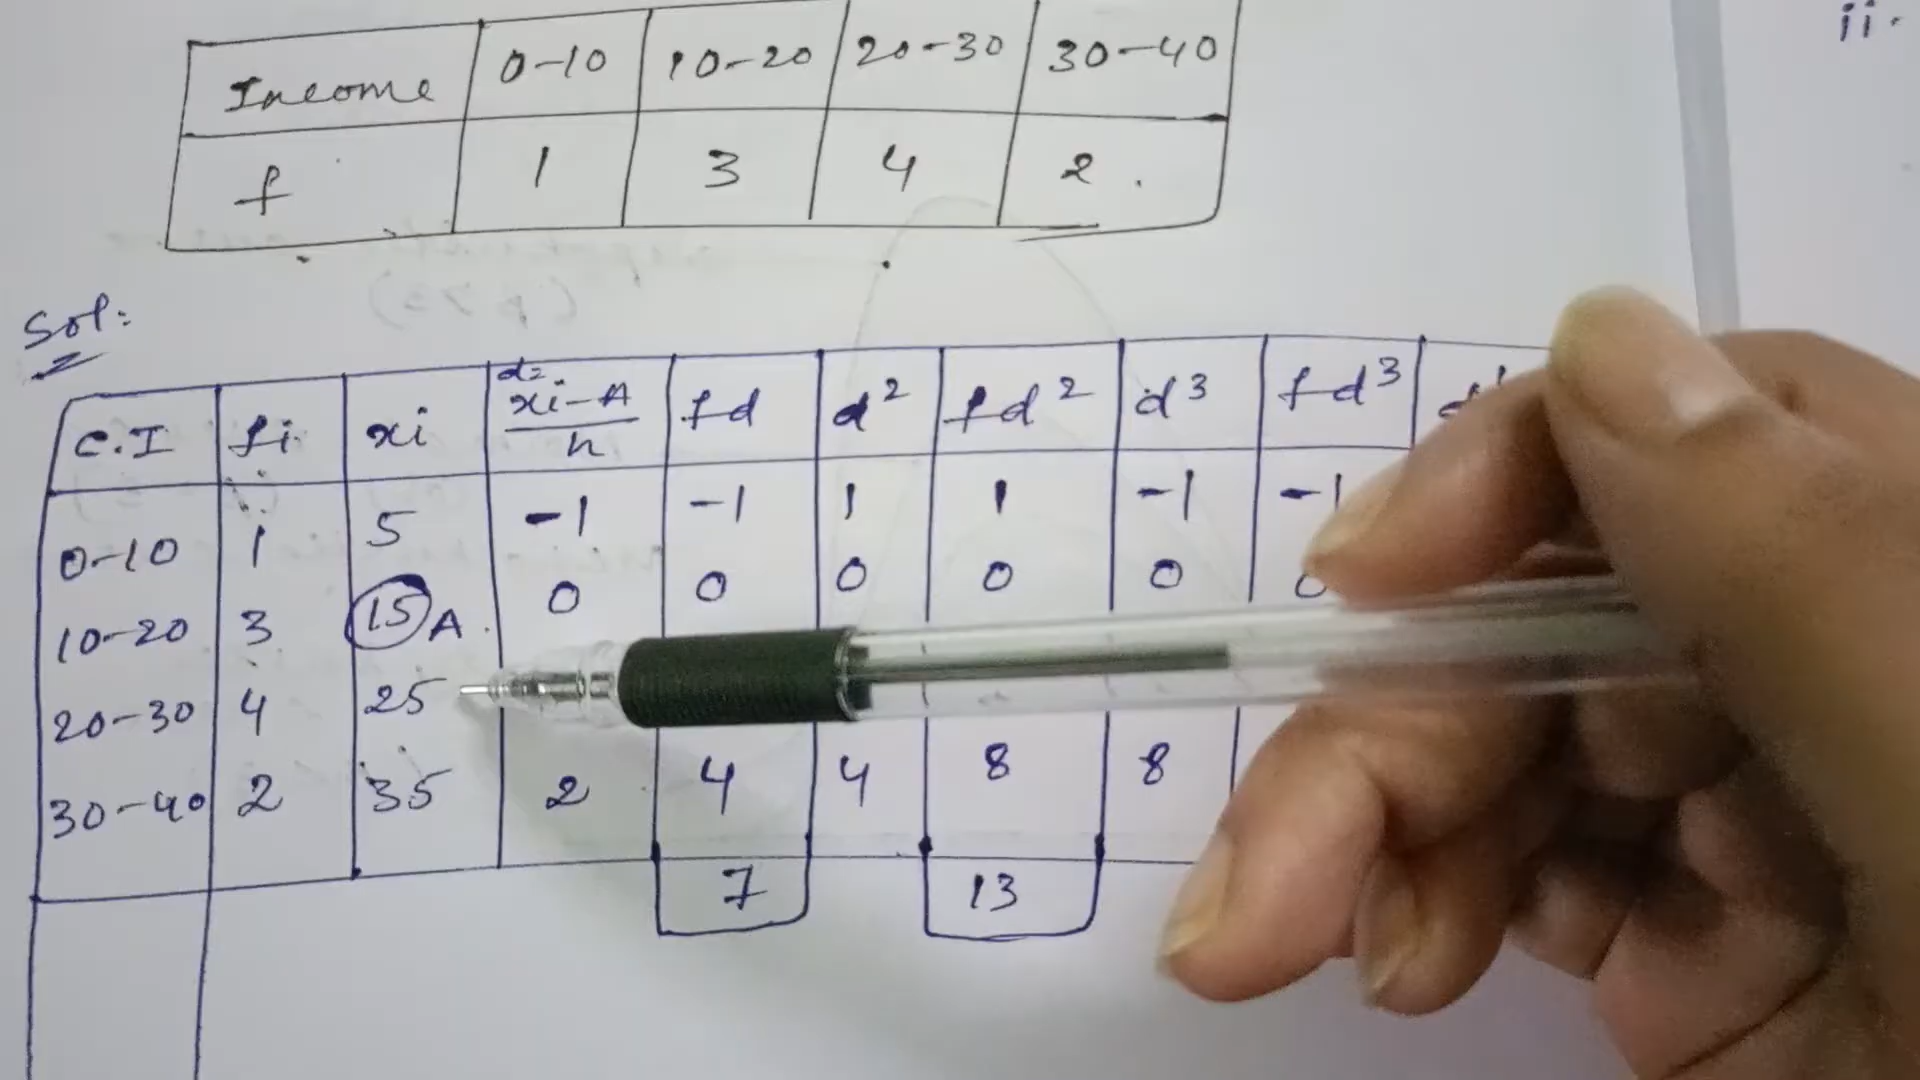 ii.
Income 0-10 10-20 20-30 30-40
f 1 3 4 2
Sol:
C.I fi xi d= xi-A/h fd d² fd² d³ fd³
0-10 1 5 -1 -1 1 1 -1 -1
10-20 3 15 A 0 0 0 0 0 0
20-30 4 25
30-40 2 35 2 4 4 8 8
7 13